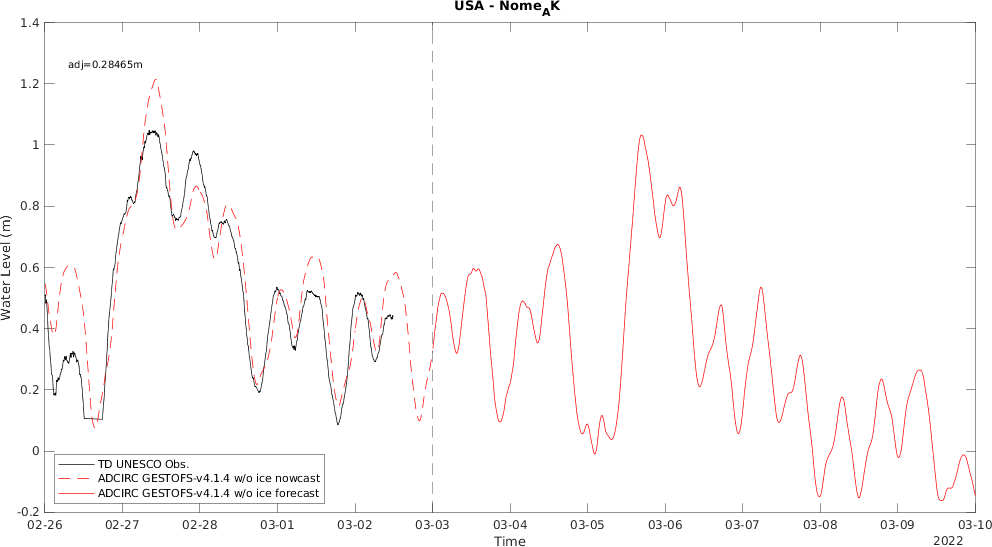 USA - Nome_AK
adj=0.28465m
1.4
1.2
1
0.8
0.6
0.4
0.2
0
-0.2
Water Level (m)
TD UNESCO Obs.
ADCIRC GESTOFS-v4.1.4 w/o ice nowcast
ADCIRC GESTOFS-v4.1.4 w/o ice forecast
02-26 02-27 02-28 03-01 03-02 03-03 03-04 03-05 03-06 03-07 03-08 03-09 03-10
Time
2022